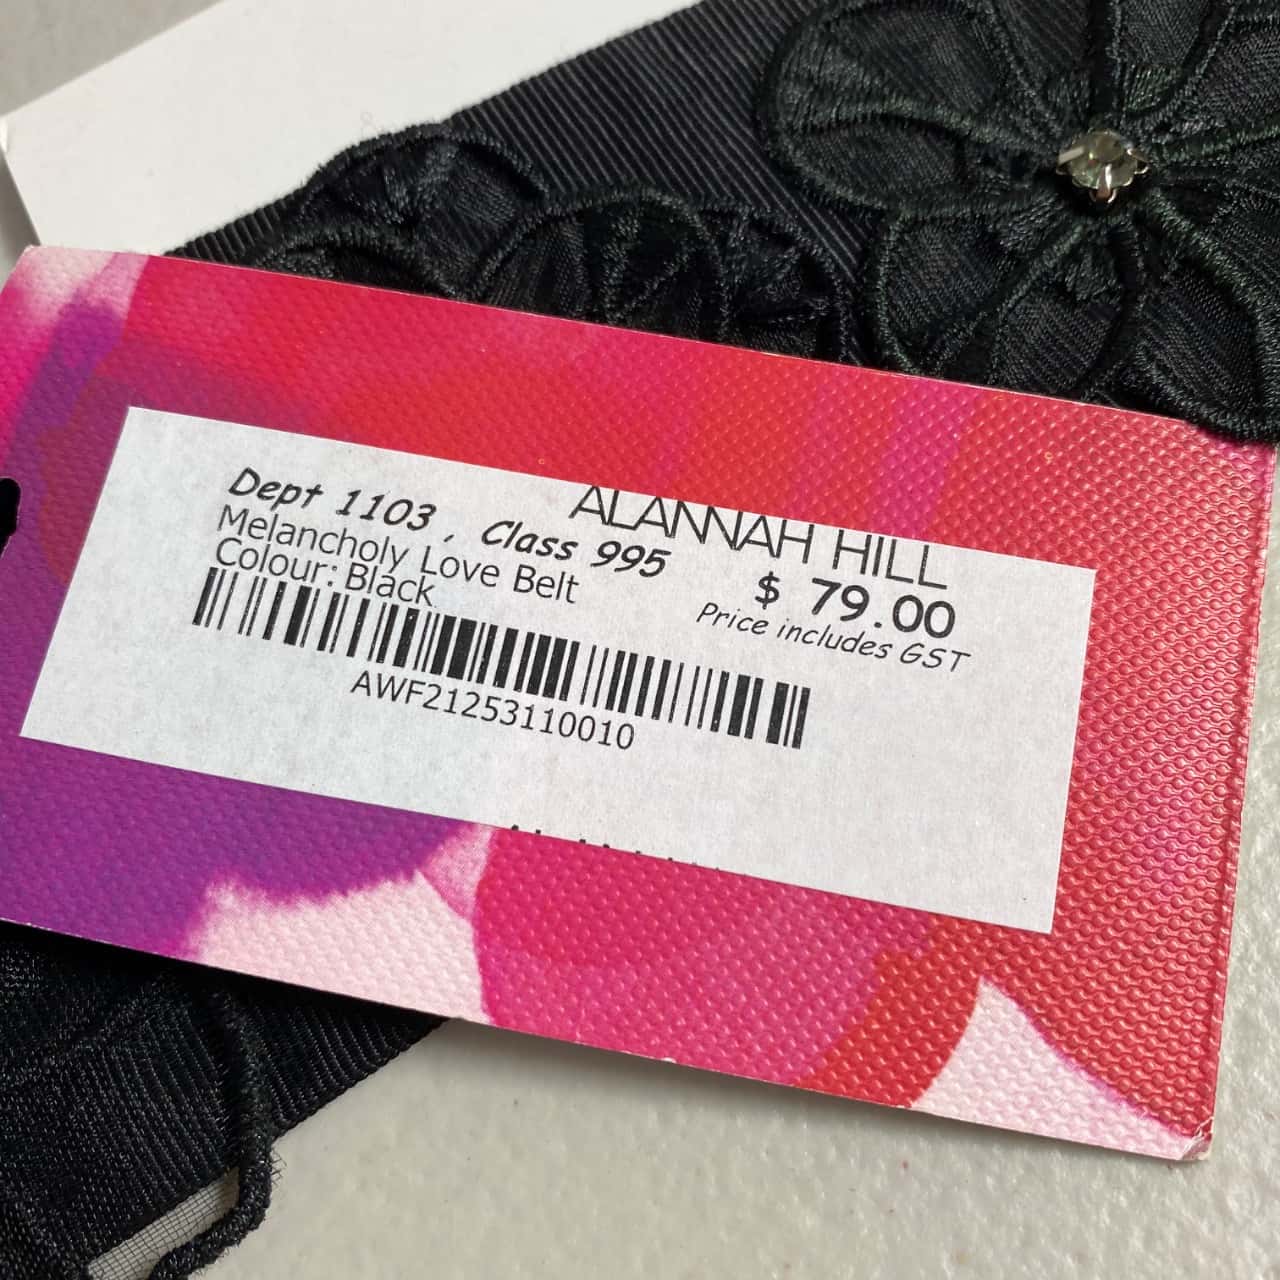 ALANNAH HILL
Dept 1103 , Class 995
$ 79.00
Melancholy Love Belt
Price includes GST
Colour: Black
AWF21253110010